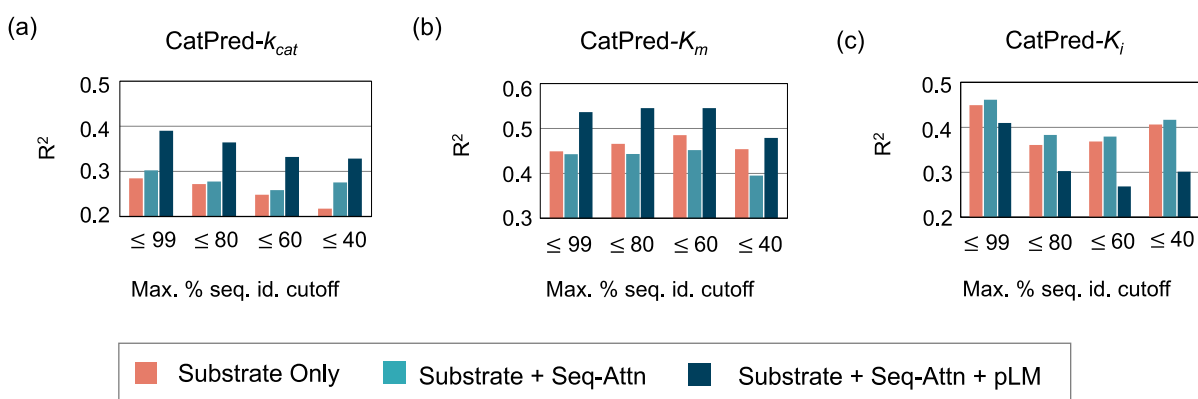 (a)
CatPred-k_cat
0.5
0.4
0.3
0.2
R²
≤ 99 ≤ 80 ≤ 60 ≤ 40
Max. % seq. id. cutoff
(b)
CatPred-K_m
0.6
0.5
0.4
0.3
R²
≤ 99 ≤ 80 ≤ 60 ≤ 40
Max. % seq. id. cutoff
(c)
CatPred-K_i
0.5
0.4
0.3
0.2
R²
≤ 99 ≤ 80 ≤ 60 ≤ 40
Max. % seq. id. cutoff
Substrate Only Substrate + Seq-Attn Substrate + Seq-Attn + pLM